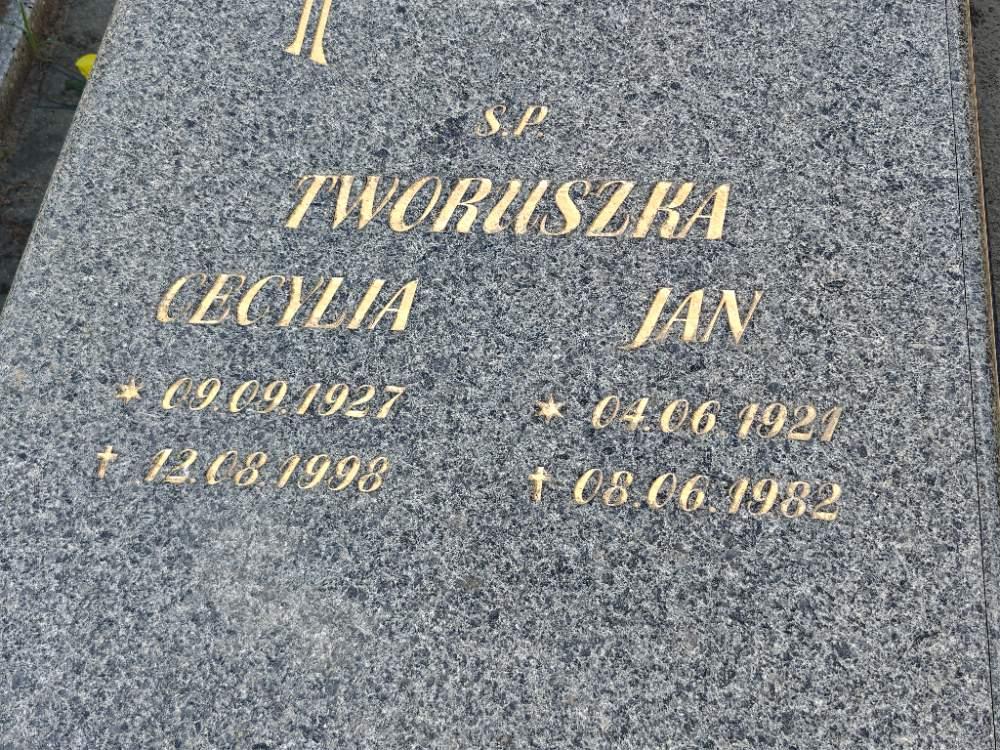 S.P.
TWORUSZKA
CECYLIA JAN
* 09.09.1927 * 04.06.1921
† 12.08.1998 † 08.06.1982